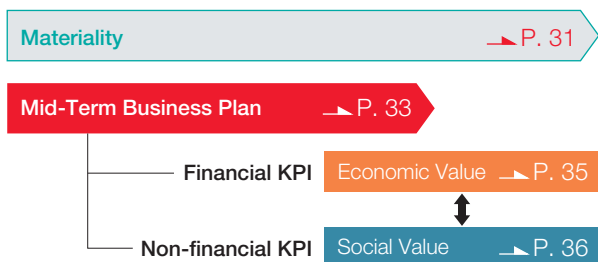 Materiality P. 31
Mid-Term Business Plan P. 33
Financial KPI Economic Value P. 35
Non-financial KPI Social Value P. 36